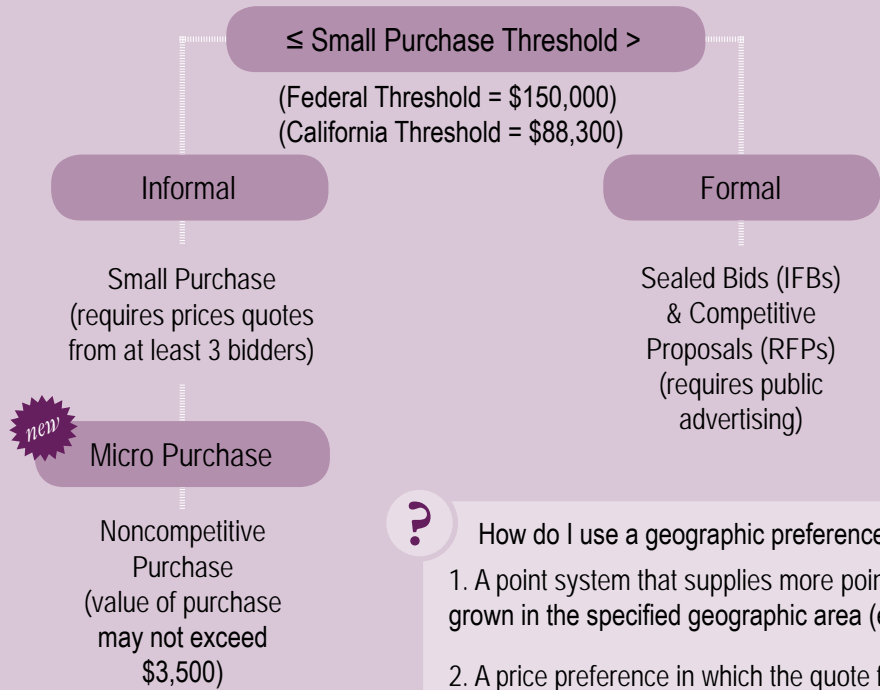 ≤ Small Purchase Threshold >
(Federal Threshold = $150,000)
(California Threshold = $88,300)
Informal
Formal
Small Purchase
(requires prices quotes
from at least 3 bidders)
Sealed Bids (IFBs)
& Competitive
Proposals (RFPs)
(requires public
advertising)
new
Micro Purchase
Noncompetitive
Purchase
(value of purchase
may not exceed
$3,500)
?
How do I use a geographic preference
1. A point system that supplies more
grown in the specified geographic area
2. A price preference in which the quote